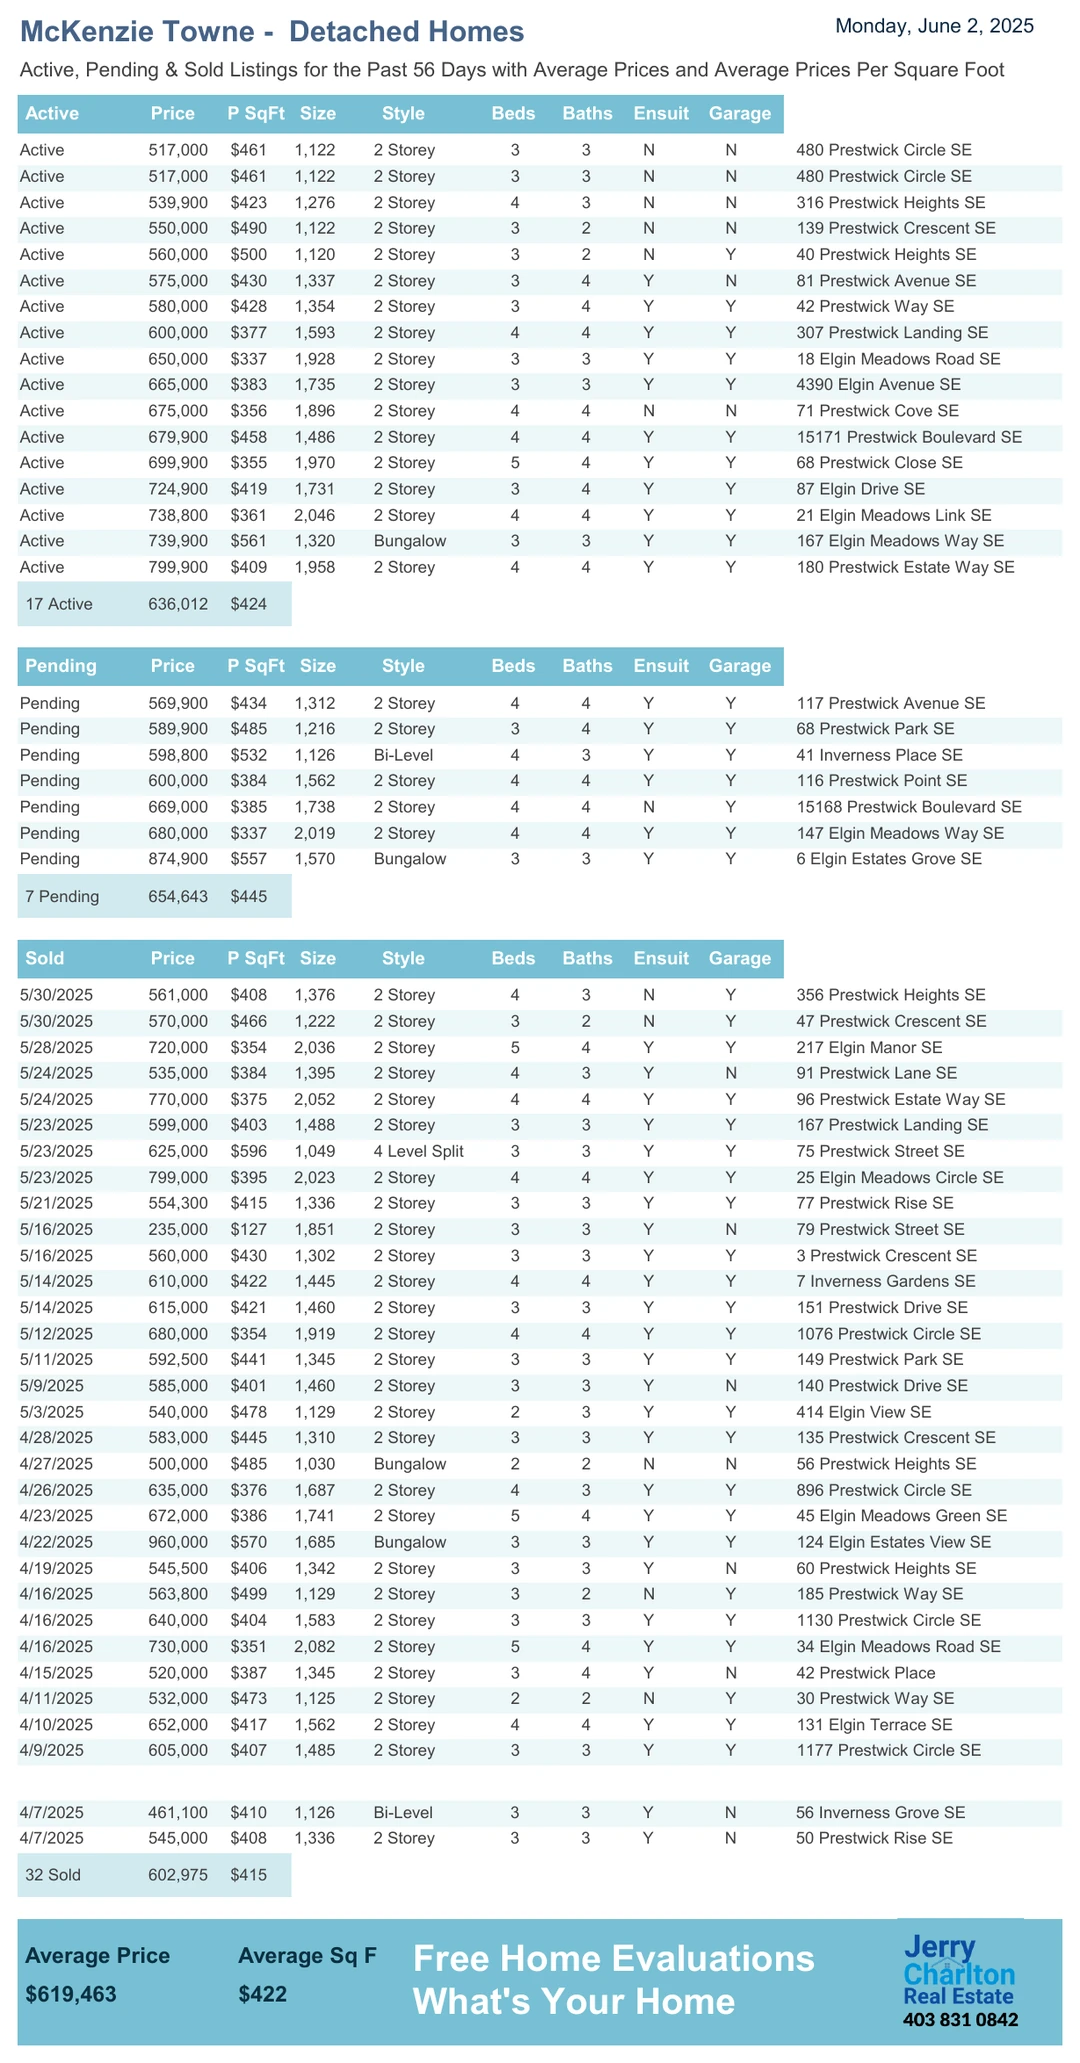 McKenzie Towne -  Detached Homes
Monday, June 2, 2025
Active, Pending & Sold Listings for the Past 56 Days with Average Prices and Average Prices Per Square Foot
Active Price P SqFt Size Style Beds Baths Ensuit Garage
Active 517,000 $461 1,122 2 Storey 3 3 N N 480 Prestwick Circle SE
Active 517,000 $461 1,122 2 Storey 3 3 N N 480 Prestwick Circle SE
Active 539,900 $423 1,276 2 Storey 4 3 N N 316 Prestwick Heights SE
Active 550,000 $490 1,122 2 Storey 3 2 N N 139 Prestwick Crescent SE
Active 560,000 $500 1,120 2 Storey 3 2 N Y 40 Prestwick Heights SE
Active 575,000 $430 1,337 2 Storey 3 4 Y N 81 Prestwick Avenue SE
Active 580,000 $428 1,354 2 Storey 3 4 Y Y 42 Prestwick Way SE
Active 600,000 $377 1,593 2 Storey 4 4 Y Y 307 Prestwick Landing SE
Active 650,000 $337 1,928 2 Storey 3 3 Y Y 18 Elgin Meadows Road SE
Active 665,000 $383 1,735 2 Storey 3 3 Y Y 4390 Elgin Avenue SE
Active 675,000 $356 1,896 2 Storey 4 4 N N 71 Prestwick Cove SE
Active 679,900 $458 1,486 2 Storey 4 4 Y Y 15171 Prestwick Boulevard SE
Active 699,900 $355 1,970 2 Storey 5 4 Y Y 68 Prestwick Close SE
Active 724,900 $419 1,731 2 Storey 3 4 Y Y 87 Elgin Drive SE
Active 738,800 $361 2,046 2 Storey 4 4 Y Y 21 Elgin Meadows Link SE
Active 739,900 $561 1,320 Bungalow 3 3 Y Y 167 Elgin Meadows Way SE
Active 799,900 $409 1,958 2 Storey 4 4 Y Y 180 Prestwick Estate Way SE
17 Active 636,012 $424
Pending Price P SqFt Size Style Beds Baths Ensuit Garage
Pending 569,900 $434 1,312 2 Storey 4 4 Y Y 117 Prestwick Avenue SE
Pending 589,900 $485 1,216 2 Storey 3 4 Y Y 68 Prestwick Park SE
Pending 598,800 $532 1,126 Bi-Level 4 3 Y Y 41 Inverness Place SE
Pending 600,000 $384 1,562 2 Storey 4 4 Y Y 116 Prestwick Point SE
Pending 669,000 $385 1,738 2 Storey 4 4 N Y 15168 Prestwick Boulevard SE
Pending 680,000 $337 2,019 2 Storey 4 4 Y Y 147 Elgin Meadows Way SE
Pending 874,900 $557 1,570 Bungalow 3 3 Y Y 6 Elgin Estates Grove SE
7 Pending 654,643 $445
Sold Price P SqFt Size Style Beds Baths Ensuit Garage
5/30/2025 561,000 $408 1,376 2 Storey 4 3 N Y 356 Prestwick Heights SE
5/30/2025 570,000 $466 1,222 2 Storey 3 2 N Y 47 Prestwick Crescent SE
5/28/2025 720,000 $354 2,036 2 Storey 5 4 Y Y 217 Elgin Manor SE
5/24/2025 535,000 $384 1,395 2 Storey 4 3 Y N 91 Prestwick Lane SE
5/24/2025 770,000 $375 2,052 2 Storey 4 4 Y Y 96 Prestwick Estate Way SE
5/23/2025 599,000 $403 1,488 2 Storey 3 3 Y Y 167 Prestwick Landing SE
5/23/2025 625,000 $596 1,049 4 Level Split 3 3 Y Y 75 Prestwick Street SE
5/23/2025 799,000 $395 2,023 2 Storey 4 4 Y Y 25 Elgin Meadows Circle SE
5/21/2025 554,300 $415 1,336 2 Storey 3 3 Y Y 77 Prestwick Rise SE
5/16/2025 235,000 $127 1,851 2 Storey 3 3 Y N 79 Prestwick Street SE
5/16/2025 560,000 $430 1,302 2 Storey 3 3 Y Y 3 Prestwick Crescent SE
5/14/2025 610,000 $422 1,445 2 Storey 4 4 Y Y 7 Inverness Gardens SE
5/14/2025 615,000 $421 1,460 2 Storey 3 3 Y Y 151 Prestwick Drive SE
5/12/2025 680,000 $354 1,919 2 Storey 4 4 Y Y 1076 Prestwick Circle SE
5/11/2025 592,500 $441 1,345 2 Storey 3 3 Y Y 149 Prestwick Park SE
5/9/2025 585,000 $401 1,460 2 Storey 3 3 Y N 140 Prestwick Drive SE
5/3/2025 540,000 $478 1,129 2 Storey 2 3 Y Y 414 Elgin View SE
4/28/2025 583,000 $445 1,310 2 Storey 3 3 Y Y 135 Prestwick Crescent SE
4/27/2025 500,000 $485 1,030 Bungalow 2 2 N N 56 Prestwick Heights SE
4/26/2025 635,000 $376 1,687 2 Storey 4 3 Y Y 896 Prestwick Circle SE
4/23/2025 672,000 $386 1,741 2 Storey 5 4 Y Y 45 Elgin Meadows Green SE
4/22/2025 960,000 $570 1,685 Bungalow 3 3 Y Y 124 Elgin Estates View SE
4/19/2025 545,500 $406 1,342 2 Storey 3 3 Y N 60 Prestwick Heights SE
4/16/2025 563,800 $499 1,129 2 Storey 3 2 N Y 185 Prestwick Way SE
4/16/2025 640,000 $404 1,583 2 Storey 3 3 Y Y 1130 Prestwick Circle SE
4/16/2025 730,000 $351 2,082 2 Storey 5 4 Y Y 34 Elgin Meadows Road SE
4/15/2025 520,000 $387 1,345 2 Storey 3 4 Y N 42 Prestwick Place
4/11/2025 532,000 $473 1,125 2 Storey 2 2 N Y 30 Prestwick Way SE
4/10/2025 652,000 $417 1,562 2 Storey 4 4 Y Y 131 Elgin Terrace SE
4/9/2025 605,000 $407 1,485 2 Storey 3 3 Y Y 1177 Prestwick Circle SE
4/7/2025 461,100 $410 1,126 Bi-Level 3 3 Y N 56 Inverness Grove SE
4/7/2025 545,000 $408 1,336 2 Storey 3 3 Y N 50 Prestwick Rise SE
32 Sold 602,975 $415
Average Price Average Sq F
$619,463 $422
Free Home Evaluations
What's Your Home
Jerry
Charlton
Real Estate
403 831 0842